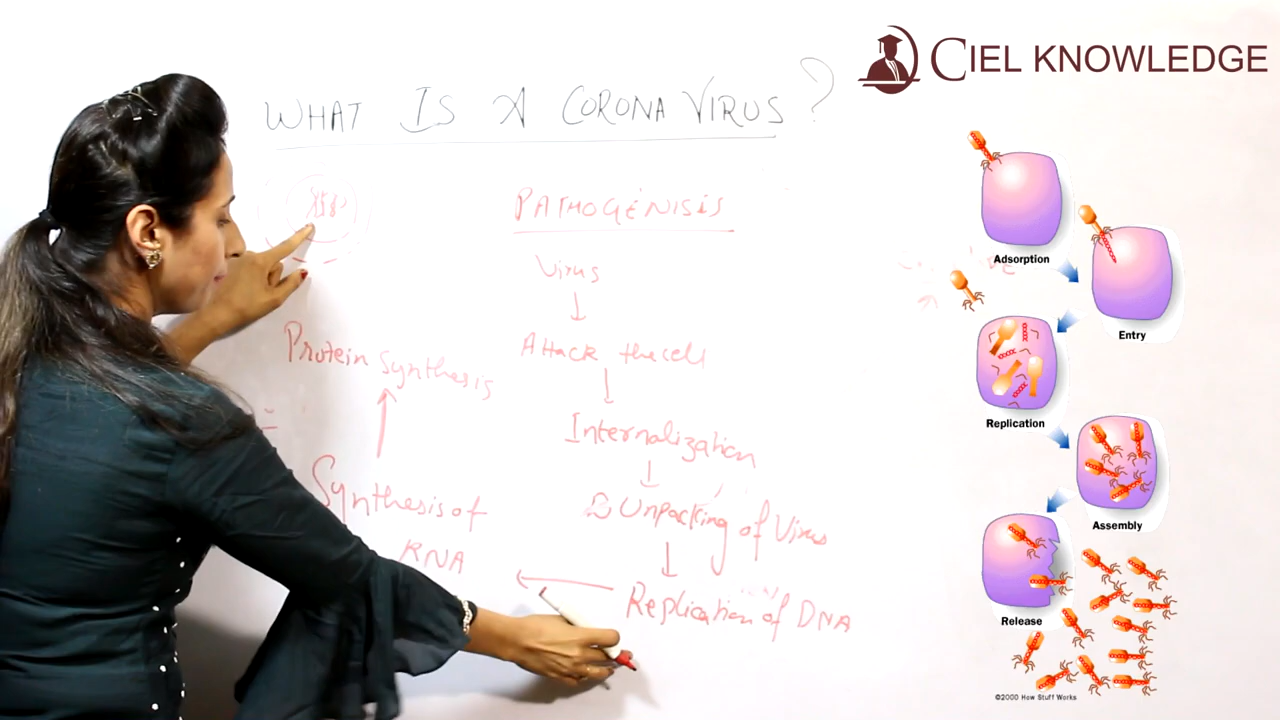 CIEL KNOWLEDGE
WHAT IS A CORONA VIRUS?
PATHOGENISIS
Virus
Attack the cell
Internalization
Unpacking of Virus
Replication of DNA
Synthesis of
RNA
Protein Synthesis
Adsorption
Entry
Replication
Assembly
Release
©2000 How Stuff Works